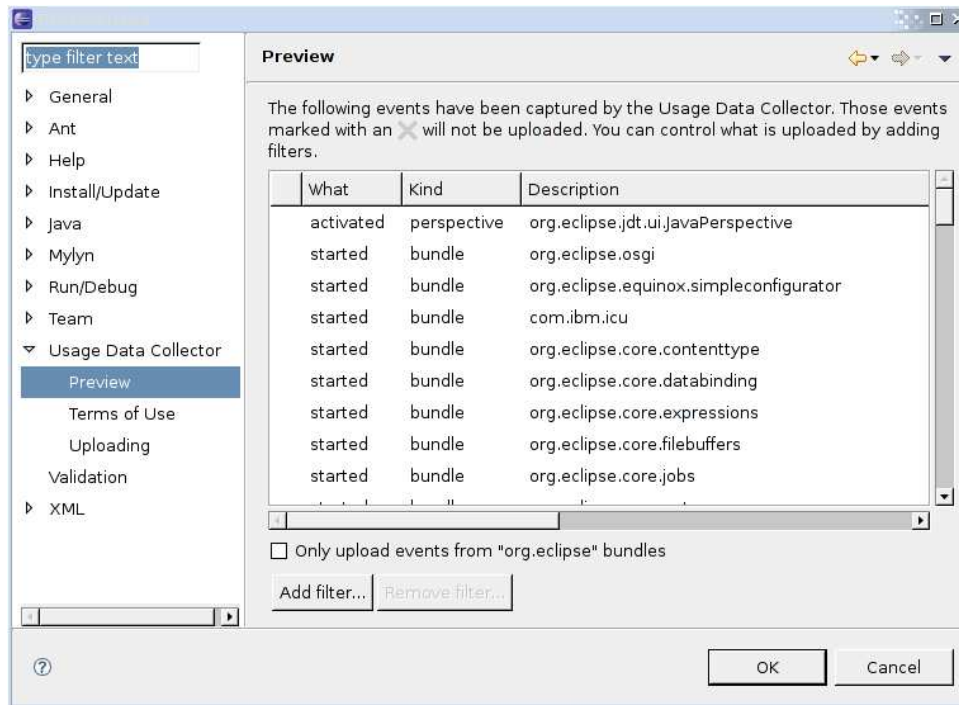 type filter text
General
Ant
Help
Install/Update
Java
Mylyn
Run/Debug
Team
Usage Data Collector
Preview
Terms of Use
Uploading
Validation
XML
Preview
The following events have been captured by the Usage Data Collector. Those events
marked with an will not be uploaded. You can control what is uploaded by adding
filters.
What Kind Description
activated perspective org.eclipse.jdt.ui.JavaPerspective
started bundle org.eclipse.osgi
started bundle org.eclipse.equinox.simpleconfigurator
started bundle com.ibm.icu
started bundle org.eclipse.core.contenttype
started bundle org.eclipse.core.databinding
started bundle org.eclipse.core.expressions
started bundle org.eclipse.core.filebuffers
started bundle org.eclipse.core.jobs
Only upload events from "org.eclipse" bundles
Add filter... Remove filter...
OK Cancel